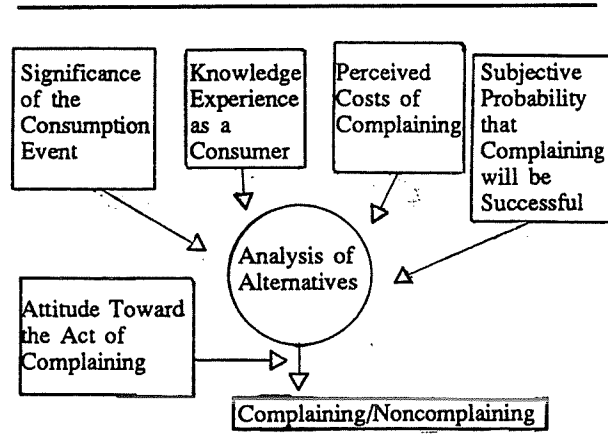 Significance
of the
Consumption
Event
Knowledge
Experience
as a
Consumer
Perceived
Costs of
Complaining
Subjective
Probability
that
Complaining
will be
Successful
Analysis of
Alternatives
Attitude Toward
the Act of
Complaining
Complaining/Noncomplaining